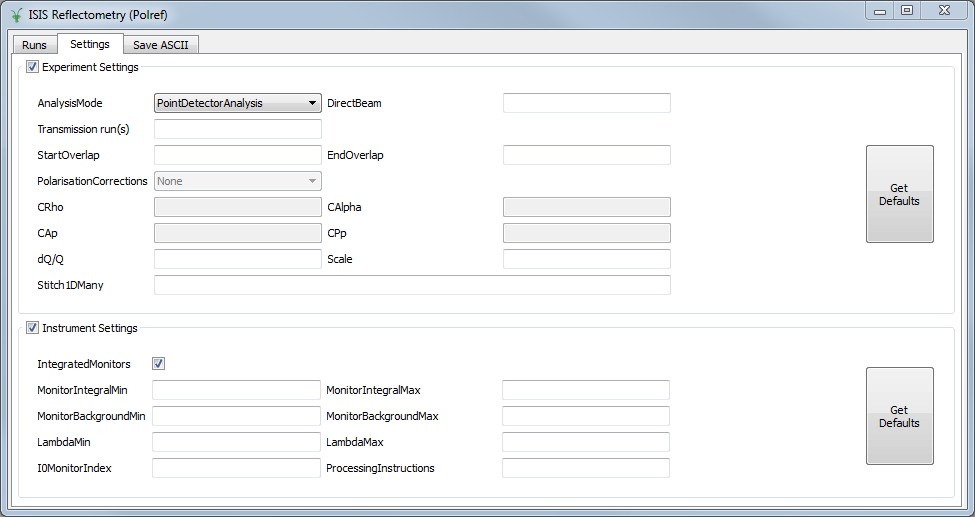 ISIS Reflectometry (Polref)
Runs Settings Save ASCII
Experiment Settings
AnalysisMode PointDetectorAnalysis DirectBeam
Transmission run(s)
StartOverlap EndOverlap
PolarisationCorrections None
CRho CAlpha
CAp CPp
dQ/Q Scale
Stitch1DMany
Get
Defaults
Instrument Settings
IntegratedMonitors
MonitorIntegralMin MonitorIntegralMax
MonitorBackgroundMin MonitorBackgroundMax
LambdaMin LambdaMax
I0MonitorIndex ProcessingInstructions
Get
Defaults